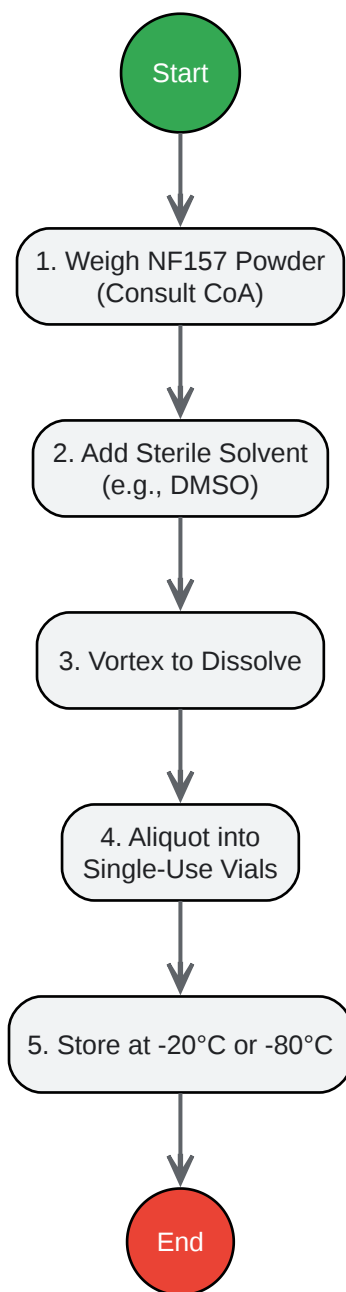 Start
1. Weigh NF157 Powder
(Consult CoA)
2. Add Sterile Solvent
(e.g., DMSO)
3. Vortex to Dissolve
4. Aliquot into
Single-Use Vials
5. Store at -20°C or -80°C
End